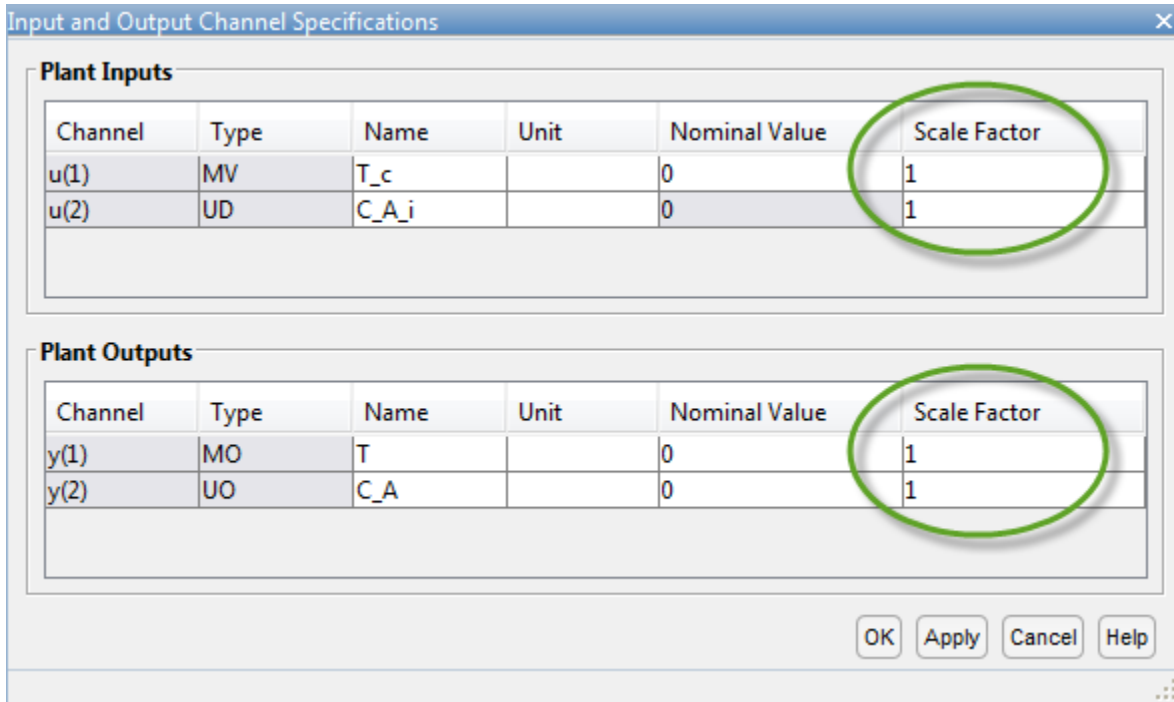 Input and Output Channel Specifications
Plant Inputs
Channel Type Name Unit Nominal Value Scale Factor
u(1) MV T_c 0 1
u(2) UD C_A_i 0 1
Plant Outputs
Channel Type Name Unit Nominal Value Scale Factor
y(1) MO T 0 1
y(2) UO C_A 0 1
OK Apply Cancel Help